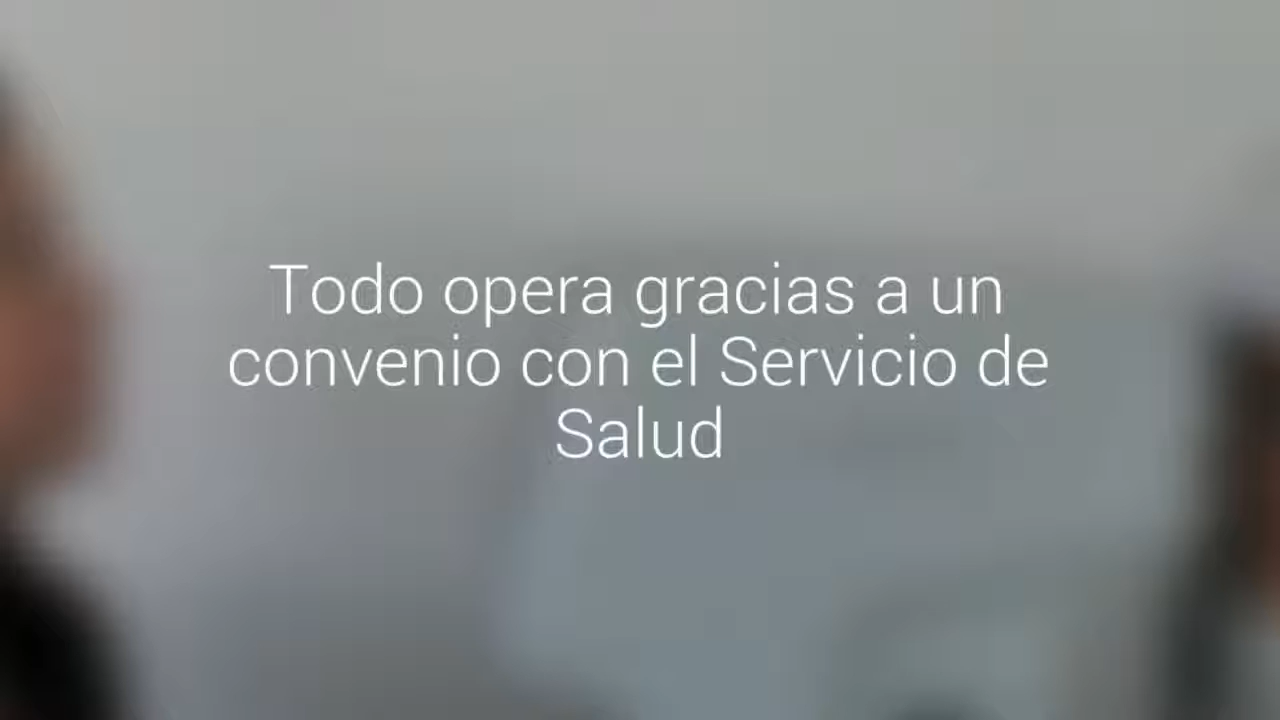 Todo opera gracias a un
convenio con el Servicio de
Salud